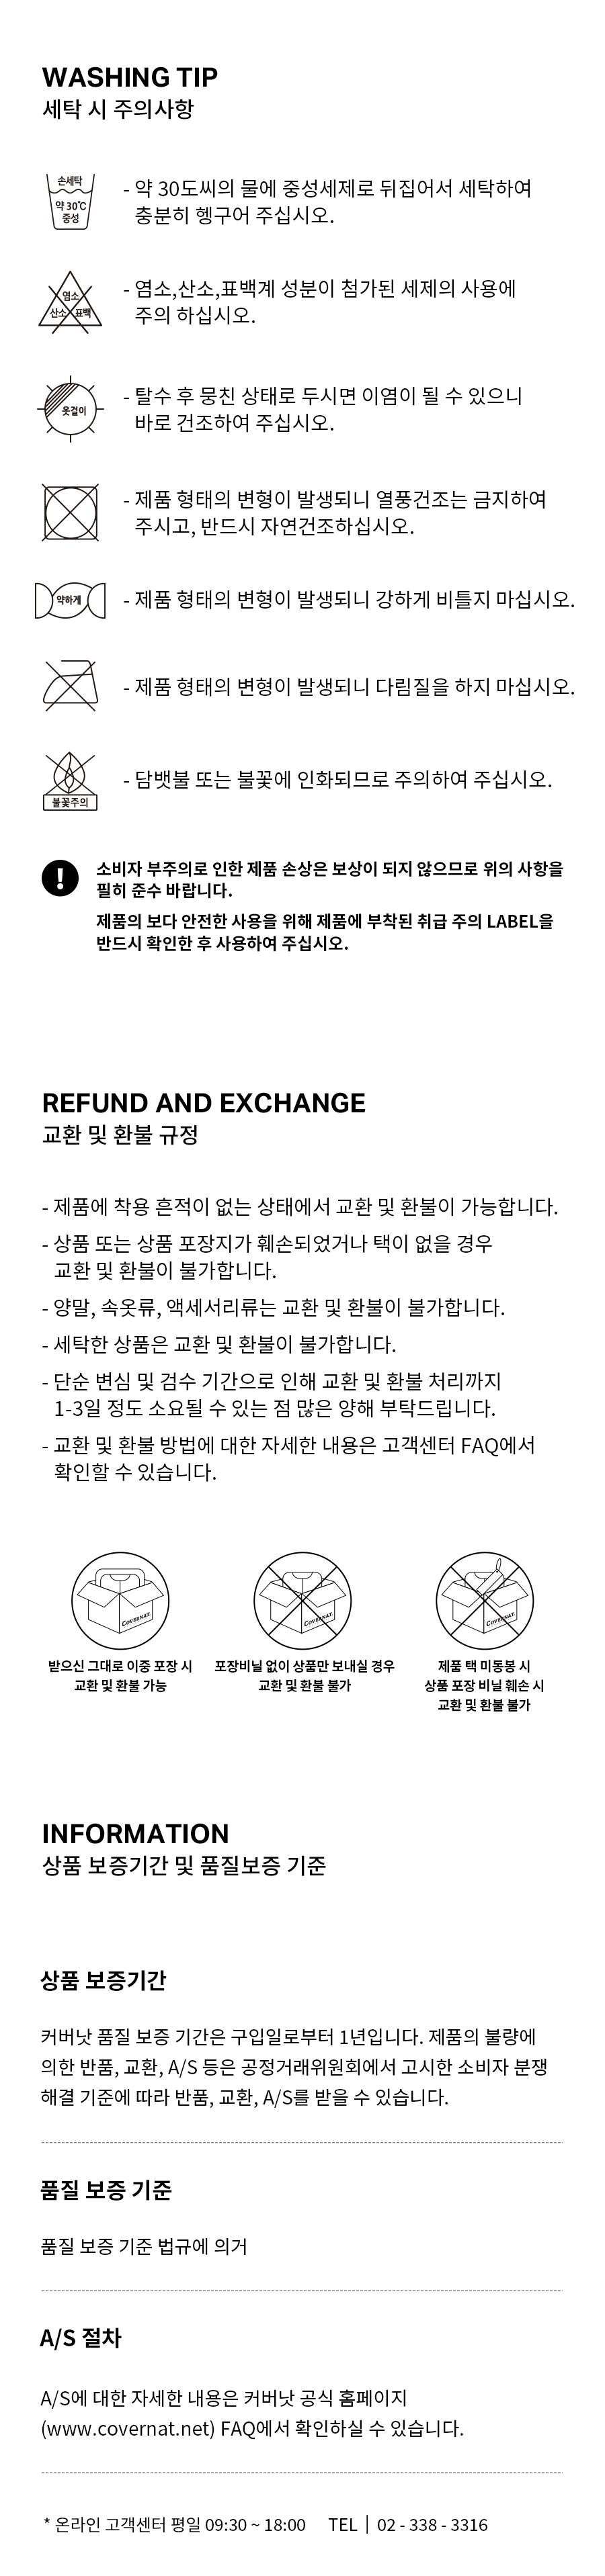 WASHING TIP
세탁 시 주의사항
손세탁
약 30℃
중성
- 약 30도씨의 물에 중성세제로 뒤집어서 세탁하여
충분히 헹구어 주십시오.
염소
산소 표백
- 염소,산소,표백계 성분이 첨가된 세제의 사용에
주의 하십시오.
옷걸이
- 탈수 후 뭉친 상태로 두시면 이염이 될 수 있으니
바로 건조하여 주십시오.
- 제품 형태의 변형이 발생되니 열풍건조는 금지하여
주시고, 반드시 자연건조하십시오.
약하게
- 제품 형태의 변형이 발생되니 강하게 비틀지 마십시오.
- 제품 형태의 변형이 발생되니 다림질을 하지 마십시오.
불꽃주의
- 담뱃불 또는 불꽃에 인화되므로 주의하여 주십시오.
!
소비자 부주의로 인한 제품 손상은 보상이 되지 않으므로 위의 사항을
필히 준수 바랍니다.
제품의 보다 안전한 사용을 위해 제품에 부착된 취급 주의 LABEL을
반드시 확인한 후 사용하여 주십시오.
REFUND AND EXCHANGE
교환 및 환불 규정
- 제품에 착용 흔적이 없는 상태에서 교환 및 환불이 가능합니다.
- 상품 또는 상품 포장지가 훼손되었거나 택이 없을 경우
교환 및 환불이 불가합니다.
- 양말, 속옷류, 액세서리류는 교환 및 환불이 불가합니다.
- 세탁한 상품은 교환 및 환불이 불가합니다.
- 단순 변심 및 검수 기간으로 인해 교환 및 환불 처리까지
1-3일 정도 소요될 수 있는 점 많은 양해 부탁드립니다.
- 교환 및 환불 방법에 대한 자세한 내용은 고객센터 FAQ에서
확인할 수 있습니다.
COVERNAT.
COVERNAT.
COVERNAT.
받으신 그대로 이중 포장 시
교환 및 환불 가능
포장비닐 없이 상품만 보내실 경우
교환 및 환불 불가
제품 택 미동봉 시
상품 포장 비닐 훼손 시
교환 및 환불 불가
INFORMATION
상품 보증기간 및 품질보증 기준
상품 보증기간
커버낫 품질 보증 기간은 구입일로부터 1년입니다. 제품의 불량에
의한 반품, 교환, A/S 등은 공정거래위원회에서 고시한 소비자 분쟁
해결 기준에 따라 반품, 교환, A/S를 받을 수 있습니다.
품질 보증 기준
품질 보증 기준 법규에 의거
A/S 절차
A/S에 대한 자세한 내용은 커버낫 공식 홈페이지
(www.covernat.net) FAQ에서 확인하실 수 있습니다.
* 온라인 고객센터 평일 09:30 ~ 18:00 TEL | 02 - 338 - 3316